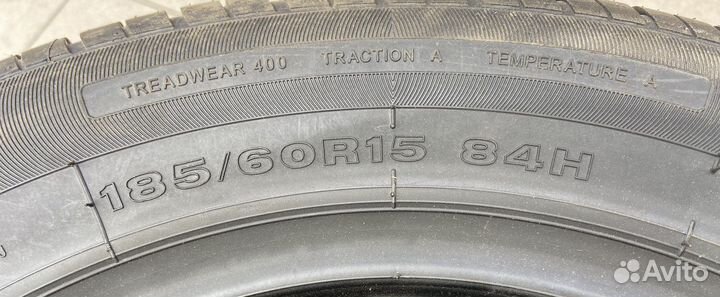 TREADWEAR 400 TRACTION A TEMPERATURE A
185/60R15 84H
Avito